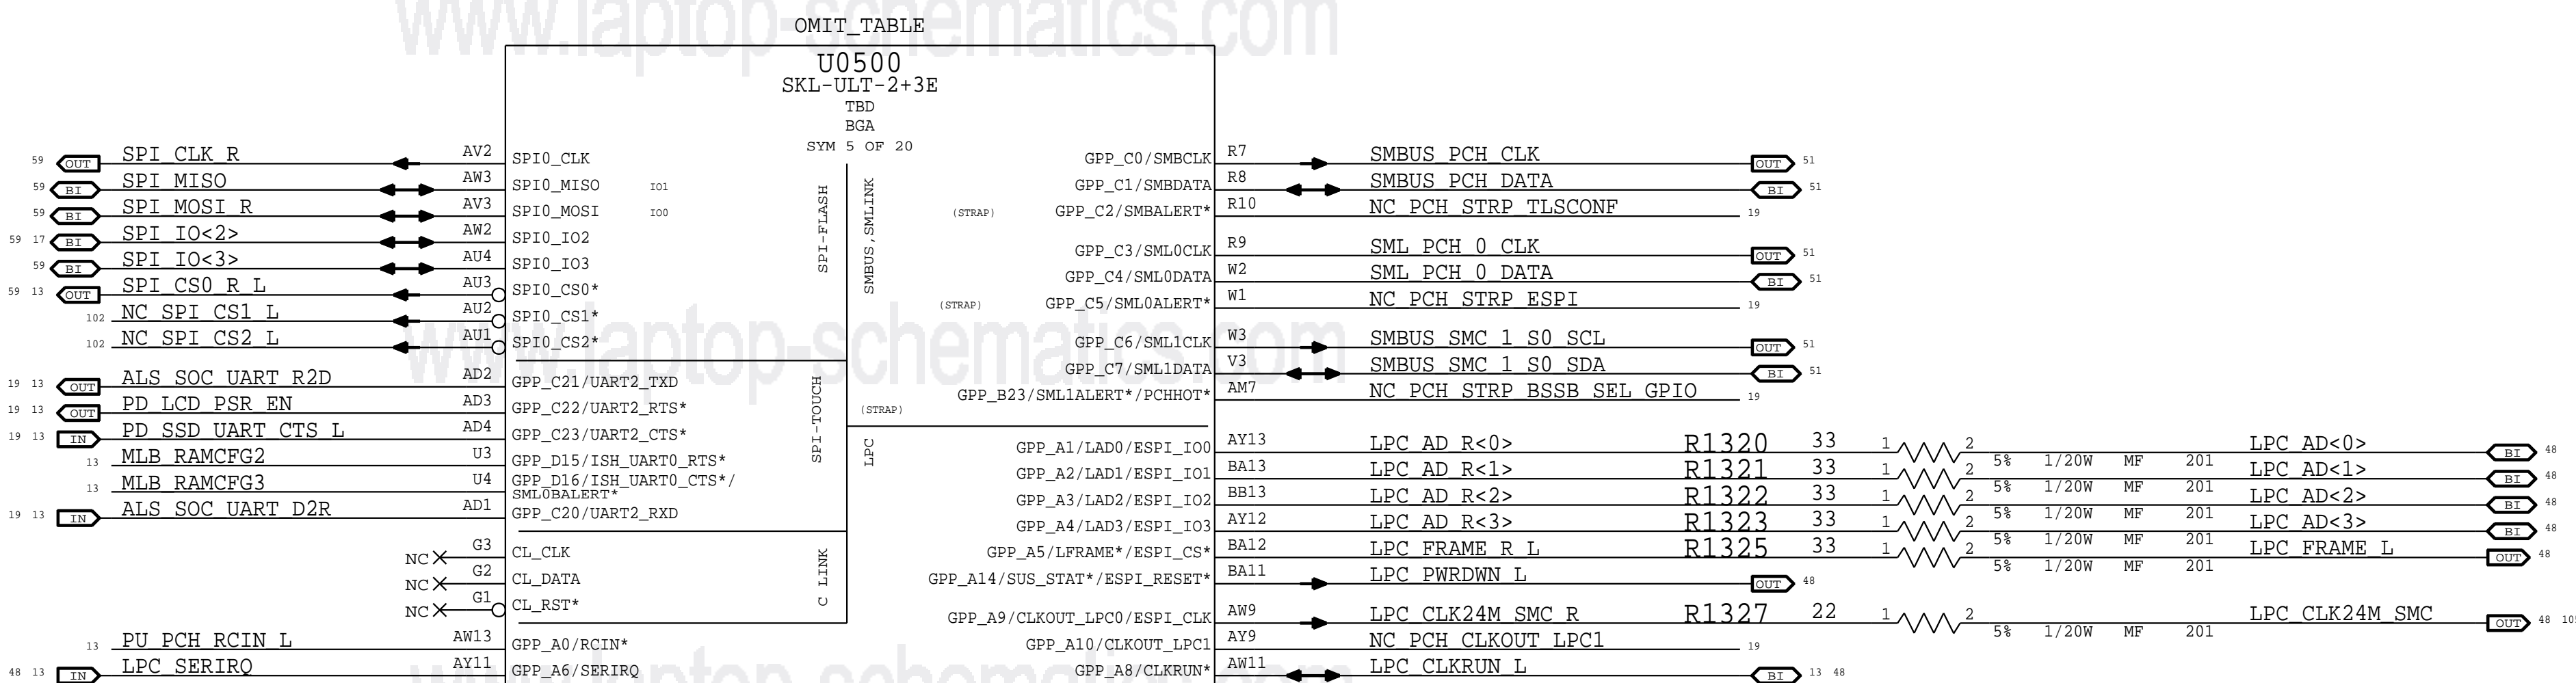 www.laptop-schematics.com
OMIT_TABLE
U0500
SKL-ULT-2+3E
TBD
BGA
SYM 5 OF 20
59 OUT SPI_CLK_R AV2 SPI0_CLK
59 BI SPI_MISO AW3 SPI0_MISO IO1
59 BI SPI_MOSI_R AV3 SPI0_MOSI IO0
59 17 BI SPI_IO<2> AW2 SPI0_IO2
59 BI SPI_IO<3> AU4 SPI0_IO3
59 13 OUT SPI_CS0_R_L AU3 SPI0_CS0*
102 NC_SPI_CS1_L AU2 SPI0_CS1*
102 NC_SPI_CS2_L AU1 SPI0_CS2*
SPI-FLASH
SMBUS,SMLINK
GPP_C0/SMBCLK R7 SMBUS_PCH_CLK OUT 51
GPP_C1/SMBDATA R8 SMBUS_PCH_DATA BI 51
(STRAP) GPP_C2/SMBALERT* R10 NC_PCH_STRP_TLSCONF 19
GPP_C3/SML0CLK R9 SML_PCH_0_CLK OUT 51
GPP_C4/SML0DATA W2 SML_PCH_0_DATA BI 51
(STRAP) GPP_C5/SML0ALERT* W1 NC_PCH_STRP_ESPI 19
GPP_C6/SML1CLK W3 SMBUS_SMC_1_S0_SCL OUT 51
GPP_C7/SML1DATA V3 SMBUS_SMC_1_S0_SDA BI 51
GPP_B23/SML1ALERT*/PCHHOT* AM7 NC_PCH_STRP_BSSB_SEL_GPIO 19
(STRAP)
www.laptop-schematics.com
19 13 OUT ALS_SOC_UART_R2D AD2 GPP_C21/UART2_TXD
19 13 OUT PD_LCD_PSR_EN AD3 GPP_C22/UART2_RTS*
19 13 IN PD_SSD_UART_CTS_L AD4 GPP_C23/UART2_CTS*
13 MLB_RAMCFG2 U3 GPP_D15/ISH_UART0_RTS*
13 MLB_RAMCFG3 U4 GPP_D16/ISH_UART0_CTS*/
SML0BALERT*
19 13 IN ALS_SOC_UART_D2R AD1 GPP_C20/UART2_RXD
SPI-TOUCH
LPC
GPP_A1/LAD0/ESPI_IO0 AY13 LPC_AD_R<0> R1320 33 1 2 5% 1/20W MF 201 LPC_AD<0> BI 48
GPP_A2/LAD1/ESPI_IO1 BA13 LPC_AD_R<1> R1321 33 1 2 5% 1/20W MF 201 LPC_AD<1> BI 48
GPP_A3/LAD2/ESPI_IO2 BB13 LPC_AD_R<2> R1322 33 1 2 5% 1/20W MF 201 LPC_AD<2> BI 48
GPP_A4/LAD3/ESPI_IO3 AY12 LPC_AD_R<3> R1323 33 1 2 5% 1/20W MF 201 LPC_AD<3> BI 48
GPP_A5/LFRAME*/ESPI_CS* BA12 LPC_FRAME_R_L R1325 33 1 2 5% 1/20W MF 201 LPC_FRAME_L OUT 48
GPP_A14/SUS_STAT*/ESPI_RESET* BA11 LPC_PWRDWN_L OUT 48
NC G3 CL_CLK
NC G2 CL_DATA
NC G1 CL_RST*
C LINK
GPP_A9/CLKOUT_LPC0/ESPI_CLK AW9 LPC_CLK24M_SMC_R R1327 22 1 2 5% 1/20W MF 201 LPC_CLK24M_SMC OUT 48
GPP_A10/CLKOUT_LPC1 AY9 NC_PCH_CLKOUT_LPC1 19
GPP_A8/CLKRUN* AW11 LPC_CLKRUN_L BI 13 48
13 PU_PCH_RCIN_L AW13 GPP_A0/RCIN*
48 13 IN LPC_SERIRQ AY11 GPP_A6/SERIRQ
www.laptop-schematics.com